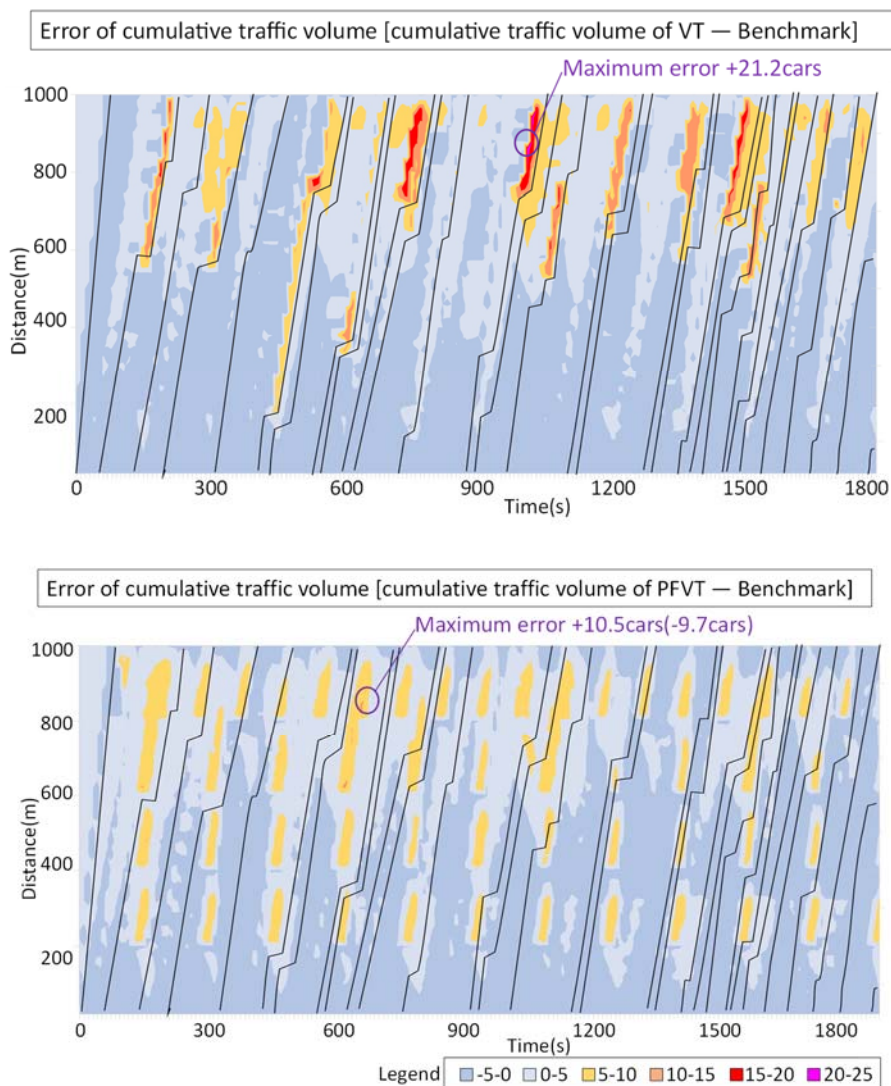 Error of cumulative traffic volume [cumulative traffic volume of VT — Benchmark]
Maximum error +21.2cars
1000
800
600
400
200
Distance(m)
0 300 600 900 1200 1500 1800
Time(s)
Error of cumulative traffic volume [cumulative traffic volume of PFVT — Benchmark]
Maximum error +10.5cars(-9.7cars)
1000
800
600
400
200
Distance(m)
0 300 600 900 1200 1500 1800
Time(s)
Legend -5-0 0-5 5-10 10-15 15-20 20-25